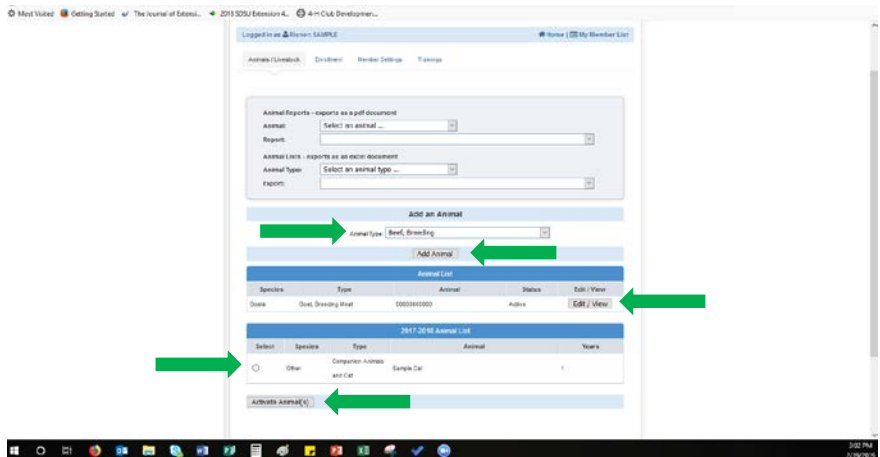 Most Visited Getting Started The Journal of Extensi... 2018 SDSU Extension 4... 4-H Club Developmen...
Logged in as SAMPLE Home | My Member List
Animals / Livestock Enrollment Member Settings Trainings
Animal Reports - exports as a pdf document
Animal: Select an animal ...
Report:
Animal Lists - exports as an excel document
Animal Type: Select an animal type ...
Export:
Add an Animal
Animal Type: Beef, Breeding
Add Animal
Animal List
Species Type Animal Status Edit / View
Goat, Breeding Meat Active Edit / View
2017-2018 Animal List
Select Species Type Animal Years
Other Companion Animals and Cat Sample Cat 1
Activate Animal(s)
3:02 PM